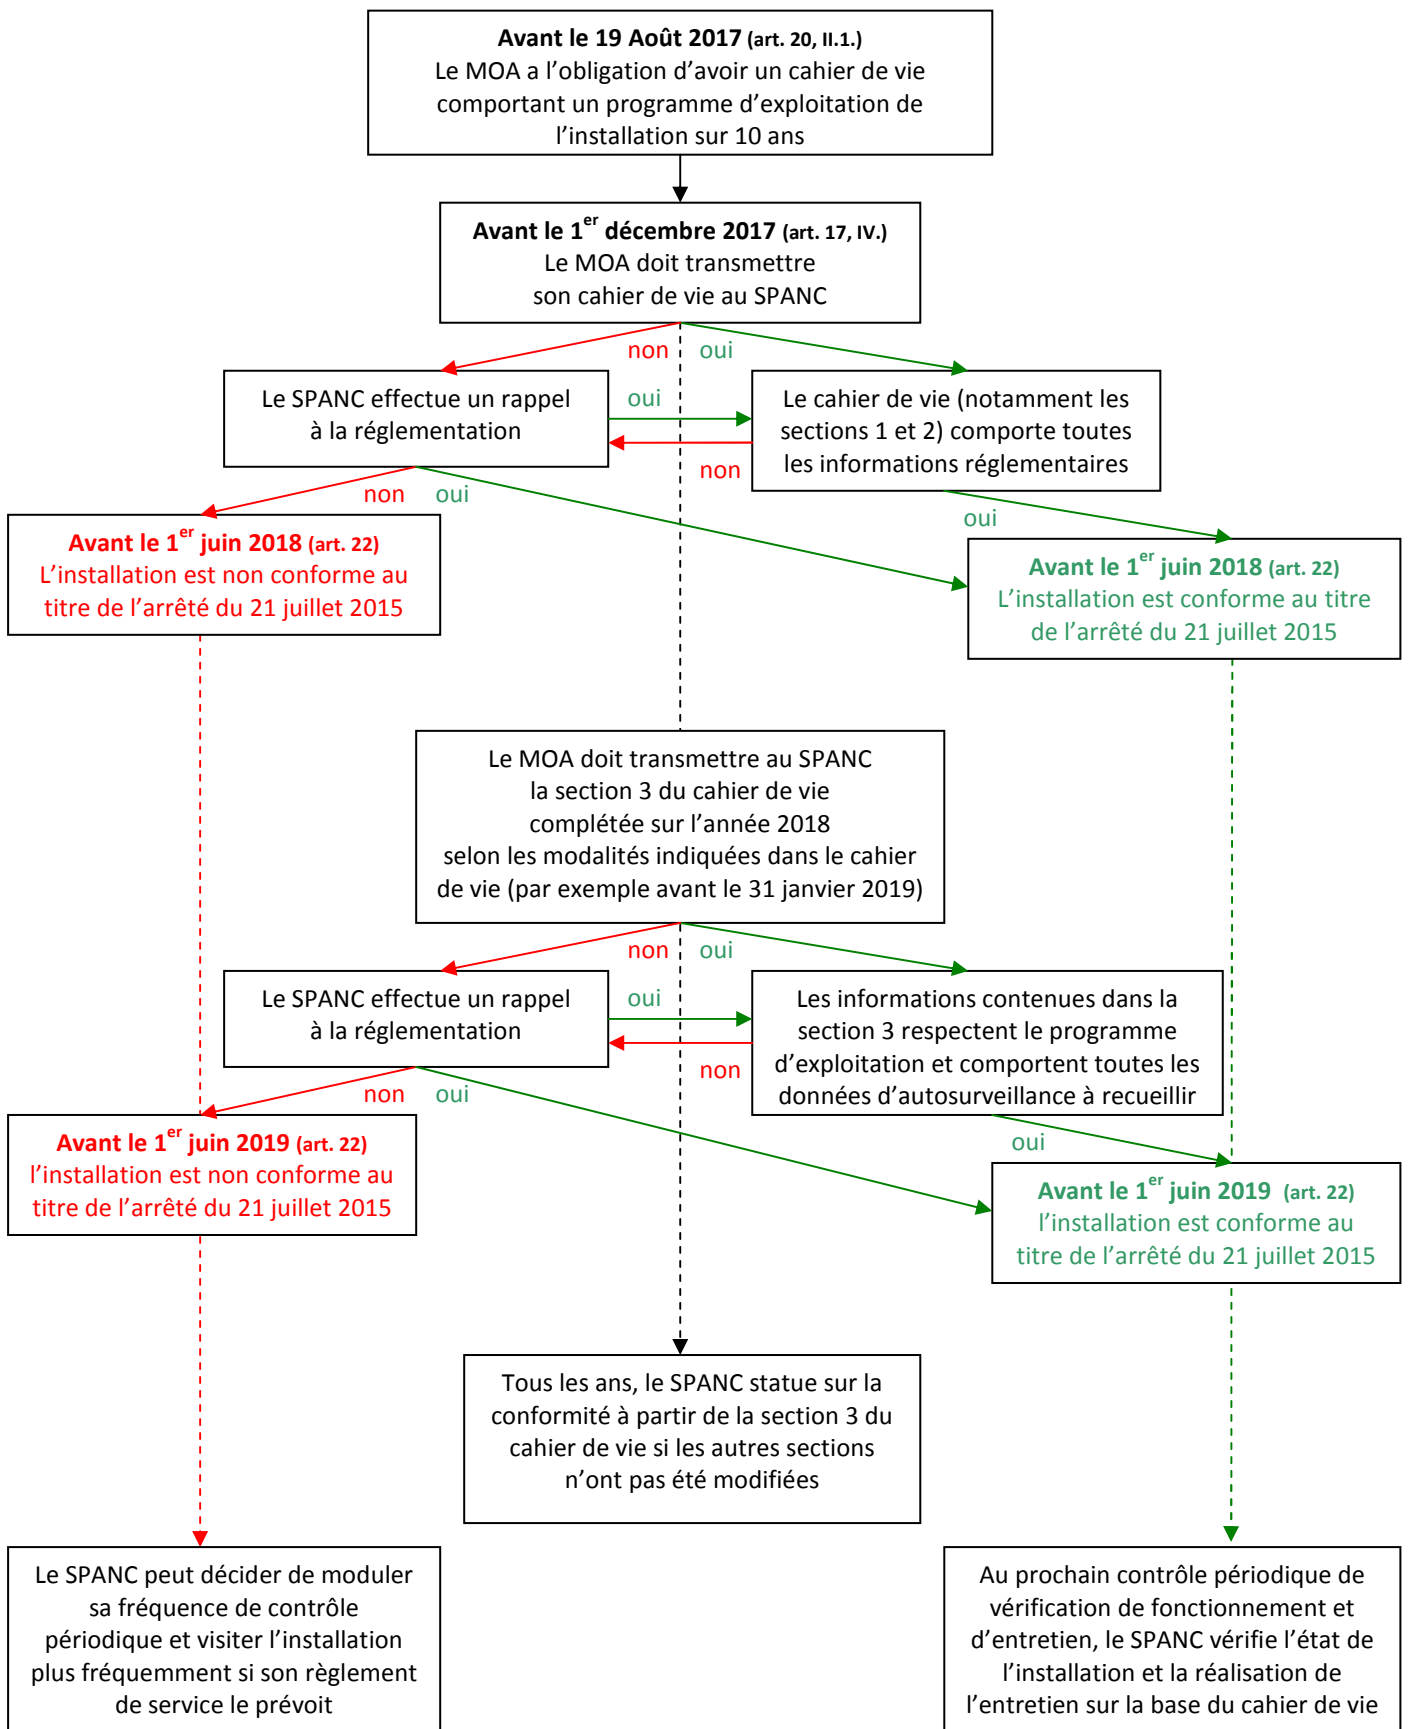 Avant le 19 Août 2017 (art. 20, II.1.)
Le MOA a l’obligation d’avoir un cahier de vie
comportant un programme d’exploitation de
l’installation sur 10 ans
Avant le 1er décembre 2017 (art. 17, IV.)
Le MOA doit transmettre
son cahier de vie au SPANC
non oui
Le SPANC effectue un rappel
à la réglementation
oui
non
Le cahier de vie (notamment les
sections 1 et 2) comporte toutes
les informations réglementaires
non oui
oui
Avant le 1er juin 2018 (art. 22)
L’installation est non conforme au
titre de l’arrêté du 21 juillet 2015
Avant le 1er juin 2018 (art. 22)
L’installation est conforme au titre
de l’arrêté du 21 juillet 2015
Le MOA doit transmettre au SPANC
la section 3 du cahier de vie
complétée sur l’année 2018
selon les modalités indiquées dans le cahier
de vie (par exemple avant le 31 janvier 2019)
non oui
Le SPANC effectue un rappel
à la réglementation
oui
non
Les informations contenues dans la
section 3 respectent le programme
d’exploitation et comportent toutes les
données d’autosurveillance à recueillir
non oui
oui
Avant le 1er juin 2019 (art. 22)
l’installation est non conforme au
titre de l’arrêté du 21 juillet 2015
Avant le 1er juin 2019 (art. 22)
l’installation est conforme au
titre de l’arrêté du 21 juillet 2015
Tous les ans, le SPANC statue sur la
conformité à partir de la section 3 du
cahier de vie si les autres sections
n’ont pas été modifiées
Le SPANC peut décider de moduler
sa fréquence de contrôle
périodique et visiter l’installation
plus fréquemment si son règlement
de service le prévoit
Au prochain contrôle périodique de
vérification de fonctionnement et
d’entretien, le SPANC vérifie l’état de
l’installation et la réalisation de
l’entretien sur la base du cahier de vie